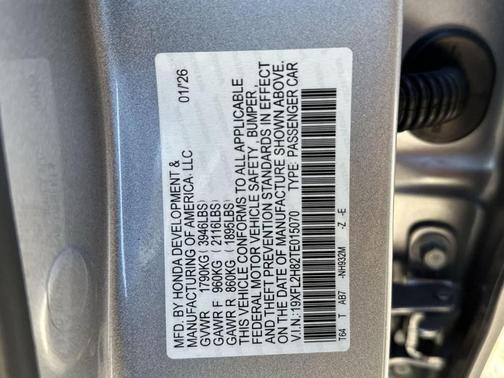 MFD. BY HONDA DEVELOPMENT & 01/26
MANUFACTURING OF AMERICA, LLC
GVWR 1790KG(3946LBS)
GAWR F 960KG(2116LBS)
GAWR R 860KG(1895LBS)
THIS VEHICLE CONFORMS TO ALL APPLICABLE
FEDERAL MOTOR VEHICLE SAFETY, BUMPER,
AND THEFT PREVENTION STANDARDS IN EFFECT
ON THE DATE OF MANUFACTURE SHOWN ABOVE.
V.I.N.:19XFL2H82TE015070 TYPE: PASSENGER CAR
T64 T AB7 -NH932M -Z -E